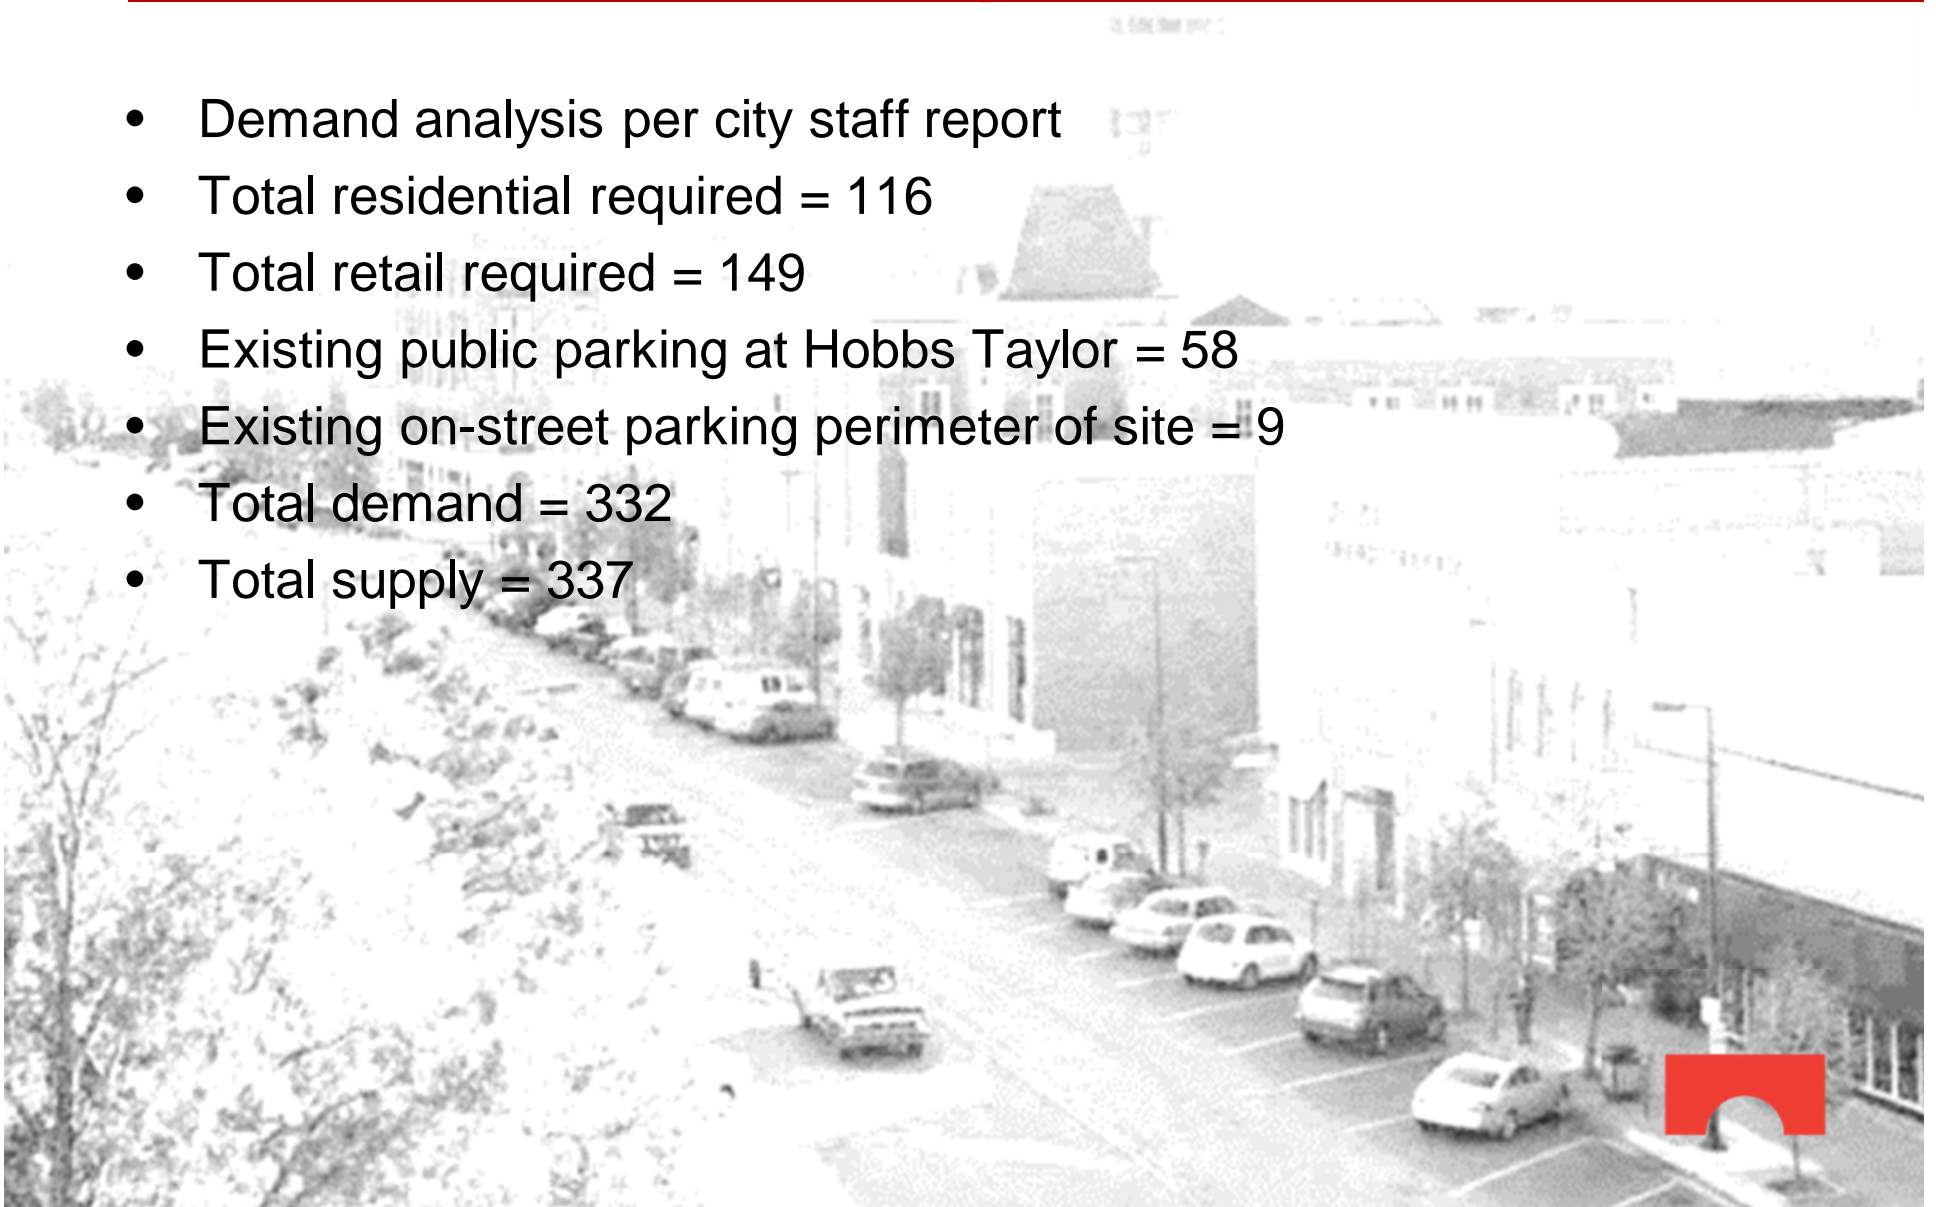 • Demand analysis per city staff report
• Total residential required = 116
• Total retail required = 149
• Existing public parking at Hobbs Taylor = 58
• Existing on-street parking perimeter of site = 9
• Total demand = 332
• Total supply = 337